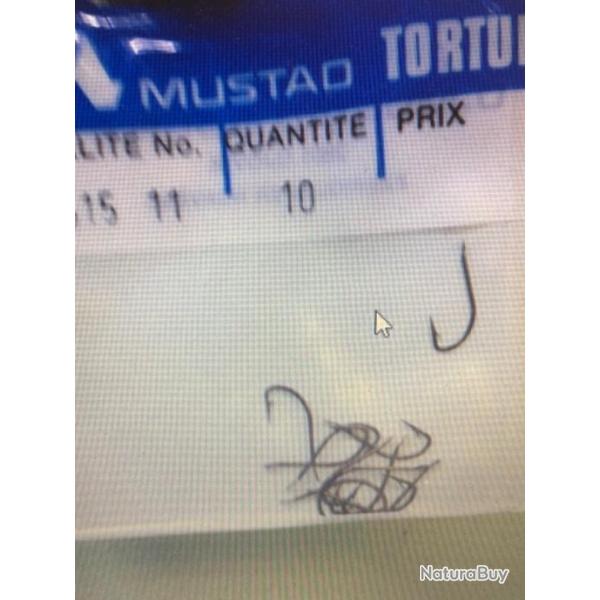 MUSTAD TORTU
LITE No. QUANTITE PRIX
15 11 10
NaturaBuy